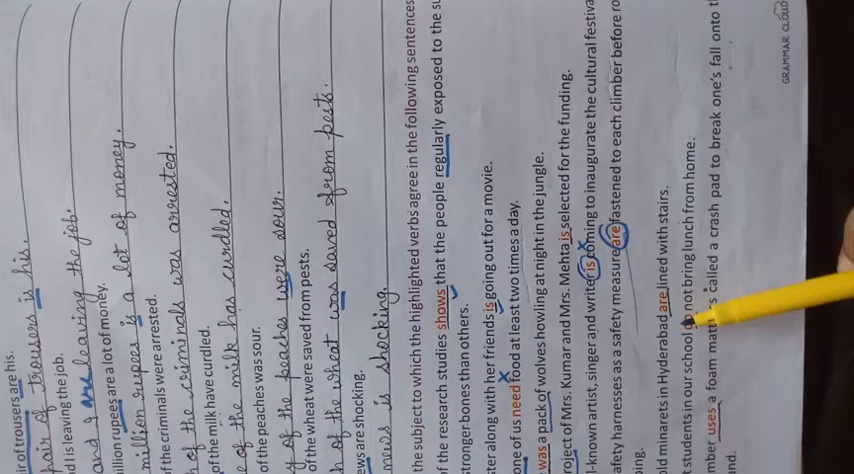 ir of trousers are his.
pair of trousers is his.
d I is leaving the job.
and I are leaving the job.
illion rupees are a lot of money.
million rupees is a lot of money.
of the criminals were arrested.
of the criminals was arrested.
of the milk have curdled.
of the milk has curdled.
of the peaches was sour.
of the peaches were sour.
of the wheat were saved from pests.
of the wheat was saved from pests.
ews are shocking.
news is shocking.
the subject to which the highlighted verbs agree in the following sentences
f the research studies shows that the people regularly exposed to the su
stronger bones than others.
ter along with her friends is going out for a movie.
one of us need food at least two times a day.
was a pack of wolves howling at night in the jungle.
roject of Mrs. Kumar and Mrs. Mehta is selected for the funding.
l-known artist, singer and writer is coming to inaugurate the cultural festiva
afety harnesses as a safety measure are fastened to each climber before ro
bing.
old minarets in Hyderabad are lined with stairs.
t students in our school do not bring lunch from home.
ber uses a foam called a crash pad to break one's fall onto t
und.
GRAMMAR CLOUD